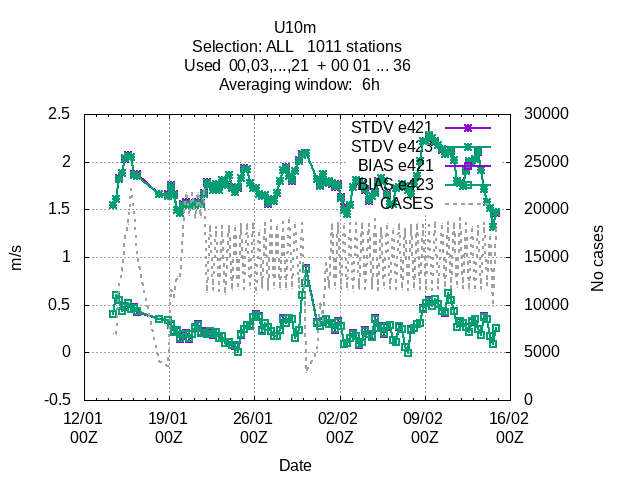 U10m
Selection: ALL   1011 stations
Used  00,03,...,21  + 00 01 ... 36
Averaging window:  6h
2.5
2
1.5
1
0.5
0
-0.5
m/s
30000
25000
20000
15000
10000
5000
0
No cases
STDV e421
STDV e423
BIAS e421
BIAS e423
CASES
12/01 19/01 26/01 02/02 09/02 16/02
00Z 00Z 00Z 00Z 00Z 00Z
Date